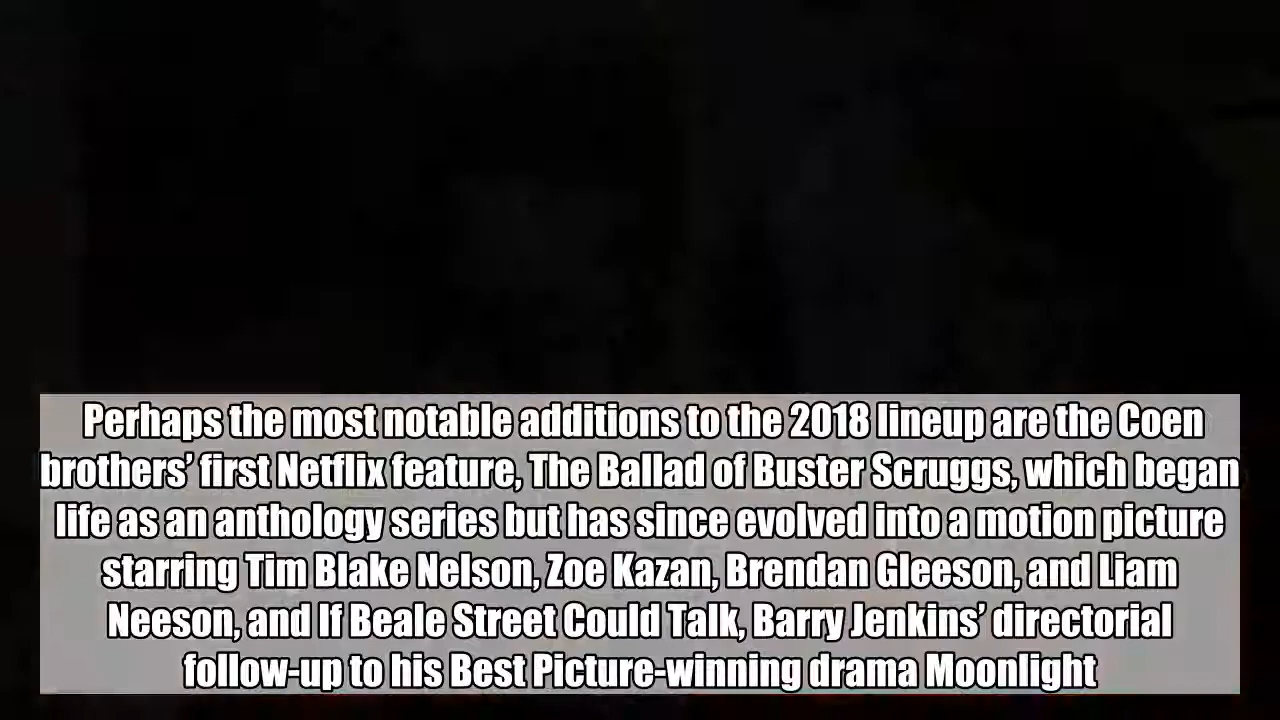 Perhaps the most notable additions to the 2018 lineup are the Coen
brothers’ first Netflix feature, The Ballad of Buster Scruggs, which began
life as an anthology series but has since evolved into a motion picture
starring Tim Blake Nelson, Zoe Kazan, Brendan Gleeson, and Liam
Neeson, and If Beale Street Could Talk, Barry Jenkins’ directorial
follow-up to his Best Picture-winning drama Moonlight